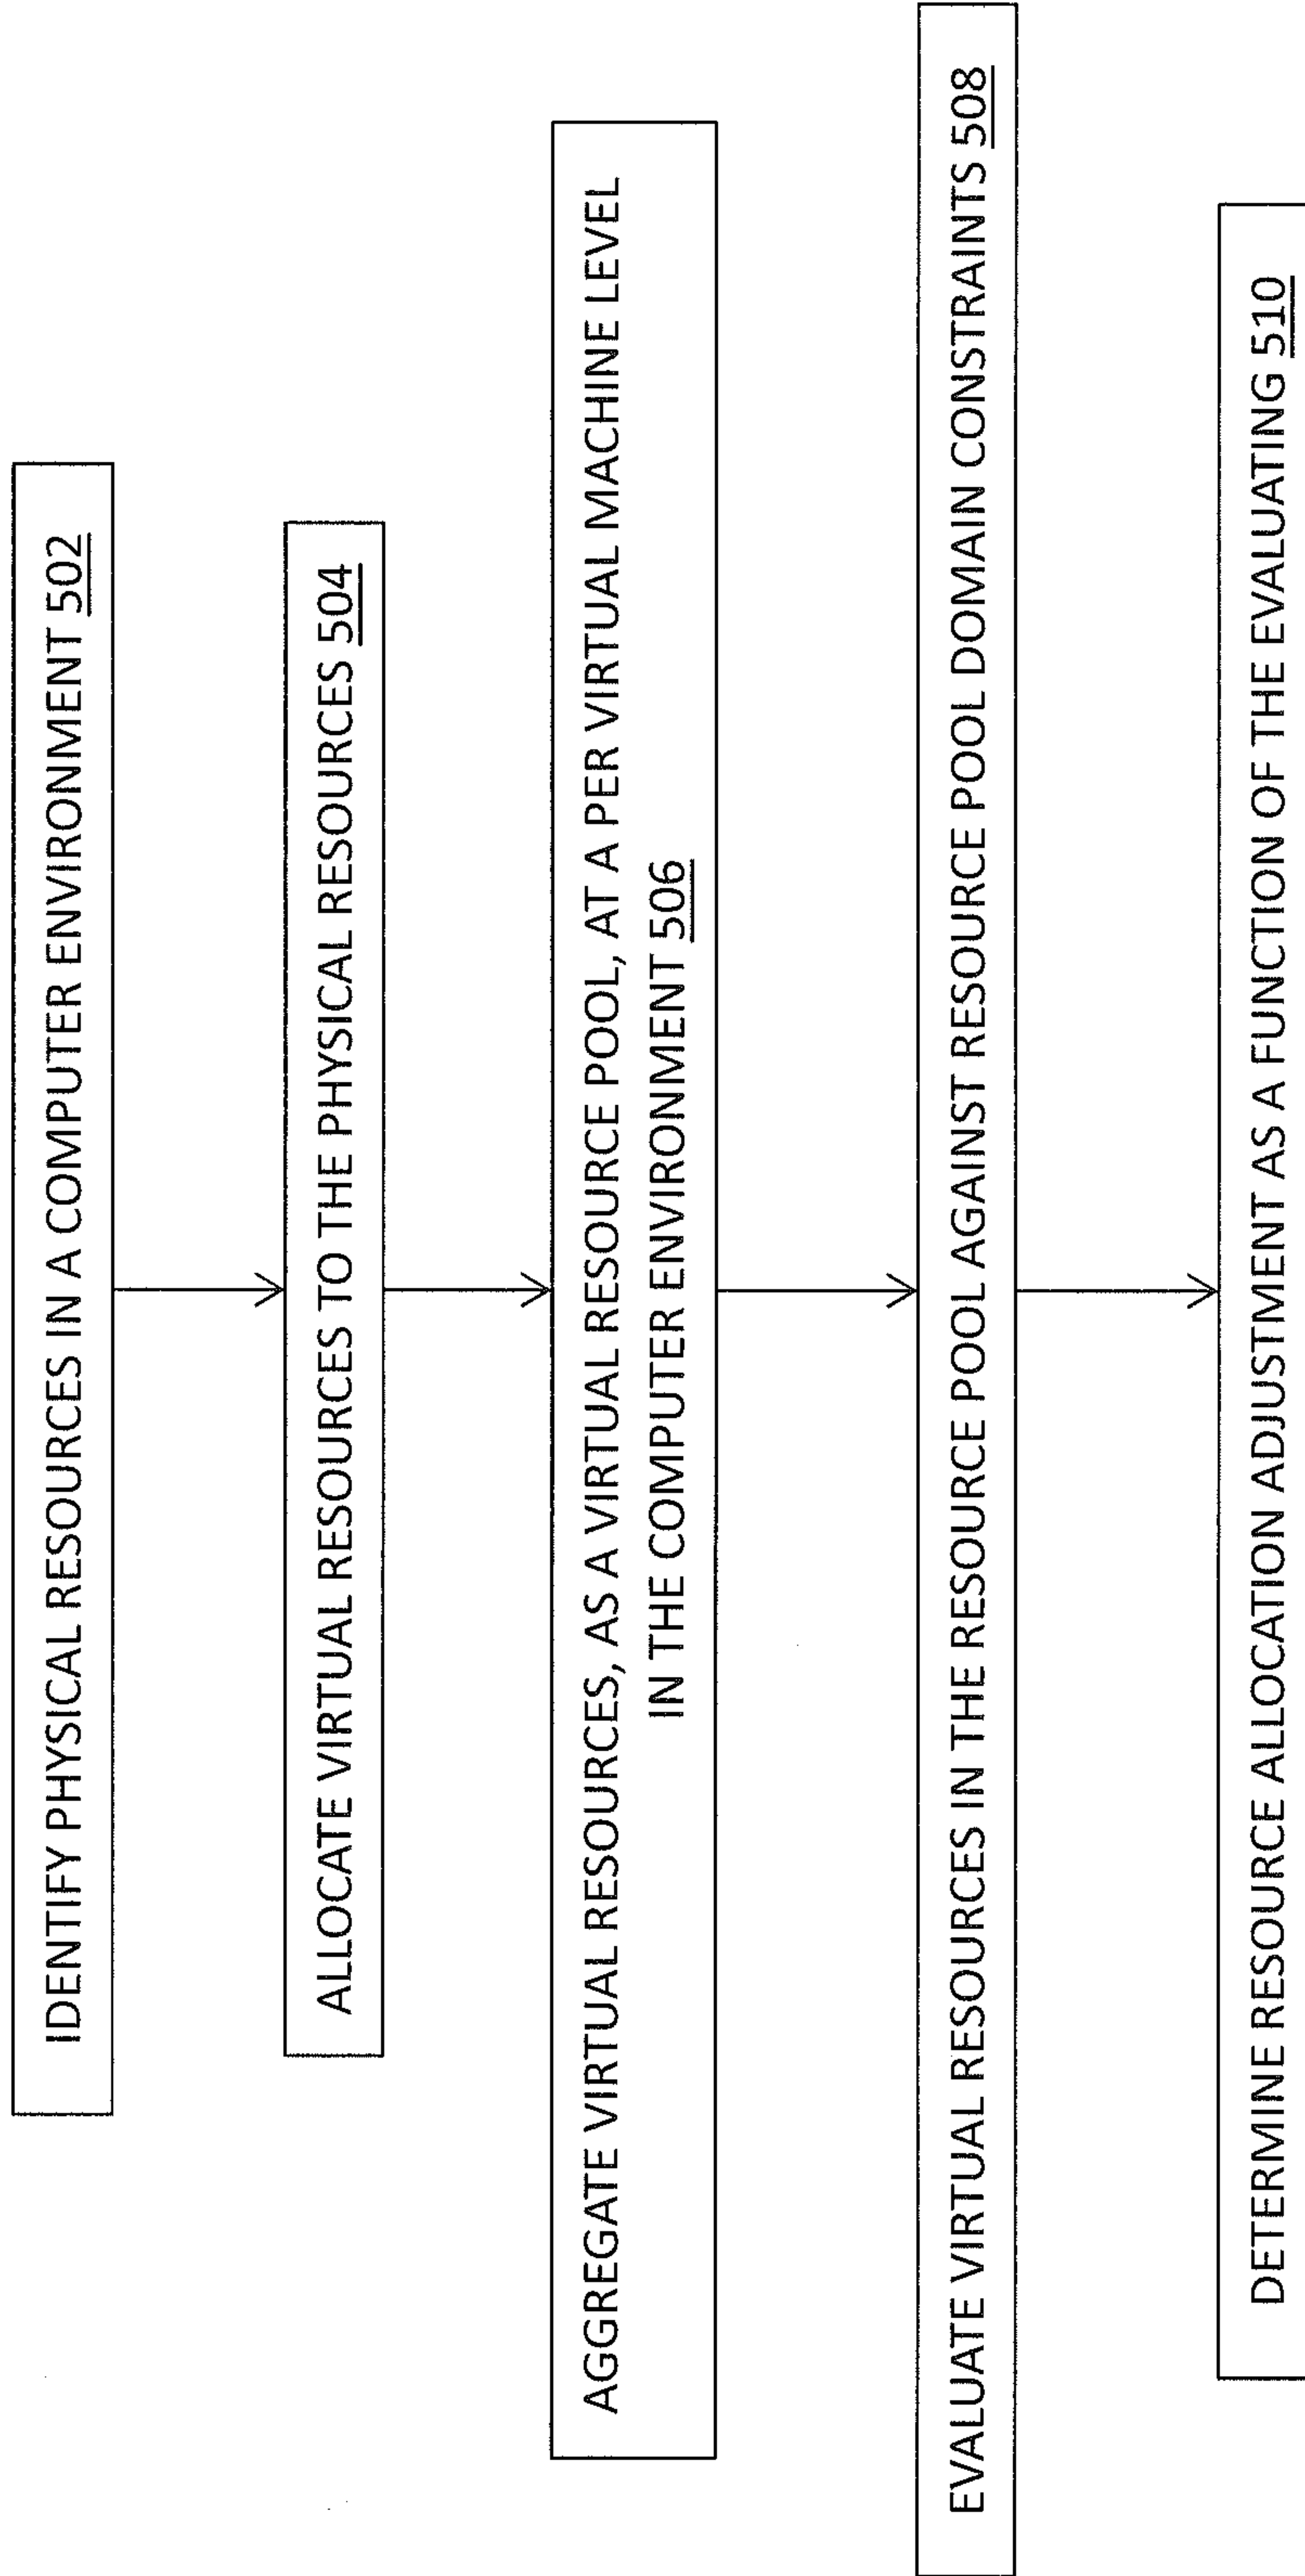 IDENTIFY PHYSICAL RESOURCES IN A COMPUTER ENVIRONMENT 502
ALLOCATE VIRTUAL RESOURCES TO THE PHYSICAL RESOURCES 504
AGGREGATE VIRTUAL RESOURCES, AS A VIRTUAL RESOURCE POOL, AT A PER VIRTUAL MACHINE LEVEL
IN THE COMPUTER ENVIRONMENT 506
EVALUATE VIRTUAL RESOURCES IN THE RESOURCE POOL AGAINST RESOURCE POOL DOMAIN CONSTRAINTS 508
DETERMINE RESOURCE ALLOCATION ADJUSTMENT AS A FUNCTION OF THE EVALUATING 510